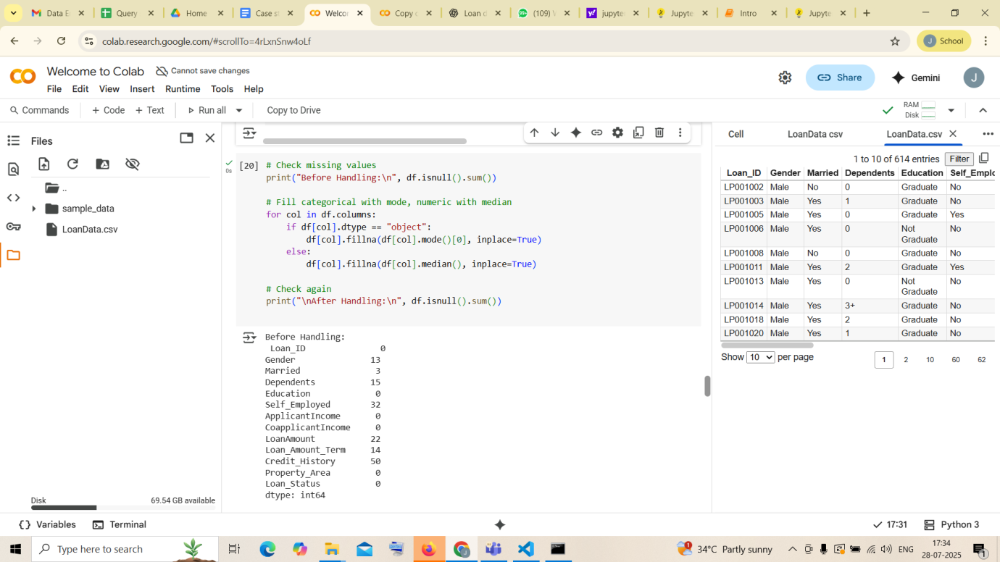 Data E
Query
Home
Case s
Welcor
Copy c
Loan d
(109) V
jupyte
Jupyte
Intro
Jupyte
colab.research.google.com/#scrollTo=4rLxnSnw4oLf
J School
Welcome to Colab
Cannot save changes
File Edit View Insert Runtime Tools Help
Share
Gemini
J
Commands
+ Code + Text
Run all
Copy to Drive
RAM
Disk
Files
..
sample_data
LoanData.csv
Disk
69.54 GB available
[20]
0s
# Check missing values
print("Before Handling:\n", df.isnull().sum())
# Fill categorical with mode, numeric with median
for col in df.columns:
if df[col].dtype == "object":
df[col].fillna(df[col].mode()[0], inplace=True)
else:
df[col].fillna(df[col].median(), inplace=True)
# Check again
print("\nAfter Handling:\n", df.isnull().sum())
Before Handling:
Loan_ID 0
Gender 13
Married 3
Dependents 15
Education 0
Self_Employed 32
ApplicantIncome 0
CoapplicantIncome 0
LoanAmount 22
Loan_Amount_Term 14
Credit_History 50
Property_Area 0
Loan_Status 0
dtype: int64
Cell
LoanData csv
LoanData.csv
1 to 10 of 614 entries Filter
Loan_ID Gender Married Dependents Education Self_Emplo
LP001002 Male No 0 Graduate No
LP001003 Male Yes 1 Graduate No
LP001005 Male Yes 0 Graduate Yes
LP001006 Male Yes 0 Not No
Graduate
LP001008 Male No 0 Graduate No
LP001011 Male Yes 2 Graduate Yes
LP001013 Male Yes 0 Not No
Graduate
LP001014 Male Yes 3+ Graduate No
LP001018 Male Yes 2 Graduate No
LP001020 Male Yes 1 Graduate No
Show 10 per page
1 2 10 60 62
Variables
Terminal
17:31
Python 3
Type here to search
34°C Partly sunny
ENG
17:34
28-07-2025